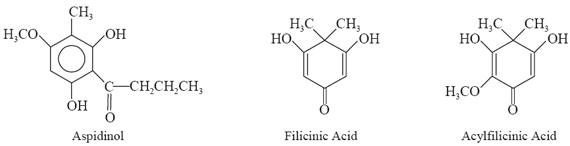 CH₃
H₃CO
OH
C—CH₂CH₂CH₃
OH
O
Aspidinol
H₃C CH₃
HO OH
O
Filicinic Acid
H₃C CH₃
HO OH
H₃CO
O
Acylfilicinic Acid